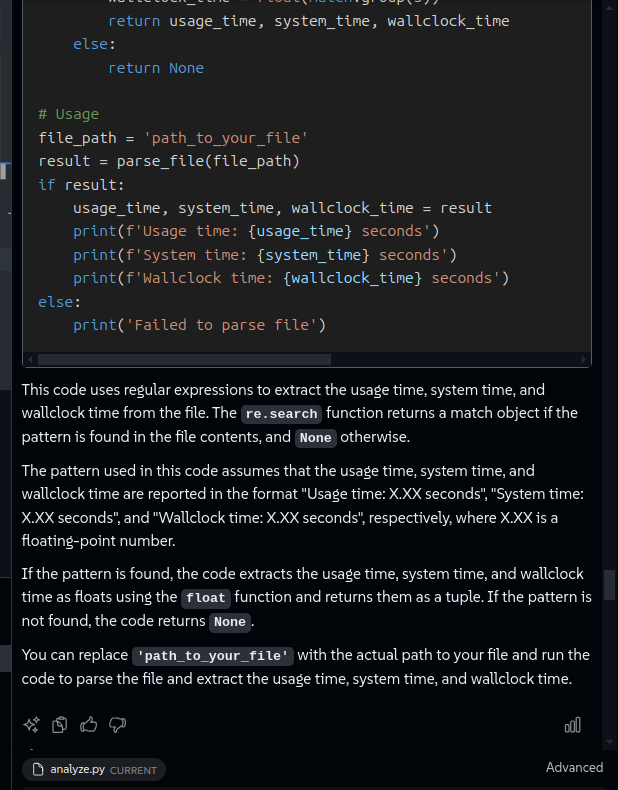 return usage_time, system_time, wallclock_time
else:
return None
# Usage
file_path = 'path_to_your_file'
result = parse_file(file_path)
if result:
usage_time, system_time, wallclock_time = result
print(f'Usage time: {usage_time} seconds')
print(f'System time: {system_time} seconds')
print(f'Wallclock time: {wallclock_time} seconds')
else:
print('Failed to parse file')
This code uses regular expressions to extract the usage time, system time, and
wallclock time from the file. The re.search function returns a match object if the
pattern is found in the file contents, and None otherwise.
The pattern used in this code assumes that the usage time, system time, and
wallclock time are reported in the format "Usage time: X.XX seconds", "System time:
X.XX seconds", and "Wallclock time: X.XX seconds", respectively, where X.XX is a
floating-point number.
If the pattern is found, the code extracts the usage time, system time, and wallclock
time as floats using the float function and returns them as a tuple. If the pattern is
not found, the code returns None.
You can replace 'path_to_your_file' with the actual path to your file and run the
code to parse the file and extract the usage time, system time, and wallclock time.
analyze.py CURRENT
Advanced